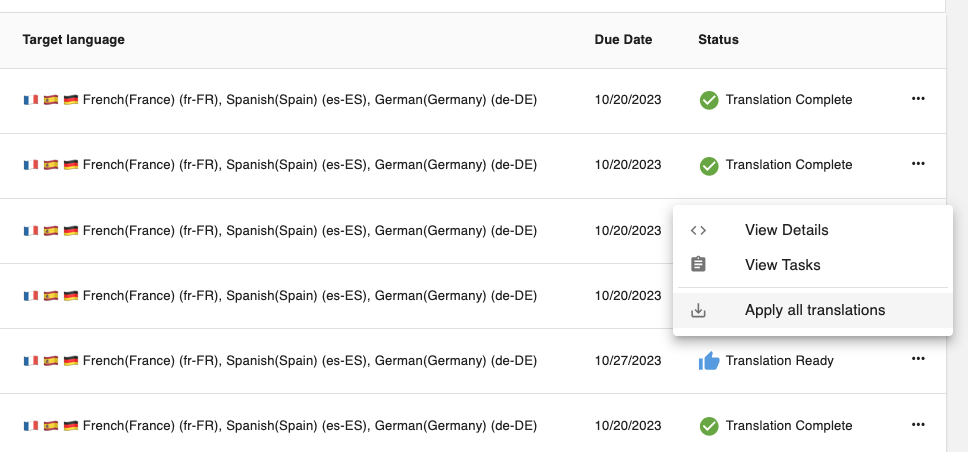 Target language Due Date Status
French(France) (fr-FR), Spanish(Spain) (es-ES), German(Germany) (de-DE) 10/20/2023 Translation Complete
French(France) (fr-FR), Spanish(Spain) (es-ES), German(Germany) (de-DE) 10/20/2023 Translation Complete
French(France) (fr-FR), Spanish(Spain) (es-ES), German(Germany) (de-DE) 10/20/2023
View Details
View Tasks
French(France) (fr-FR), Spanish(Spain) (es-ES), German(Germany) (de-DE) 10/20/2023
Apply all translations
French(France) (fr-FR), Spanish(Spain) (es-ES), German(Germany) (de-DE) 10/27/2023 Translation Ready
French(France) (fr-FR), Spanish(Spain) (es-ES), German(Germany) (de-DE) 10/20/2023 Translation Complete